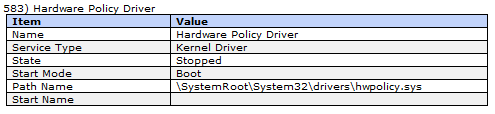 583) Hardware Policy Driver
Item Value
Name Hardware Policy Driver
Service Type Kernel Driver
State Stopped
Start Mode Boot
Path Name \SystemRoot\System32\drivers\hwpolicy.sys
Start Name